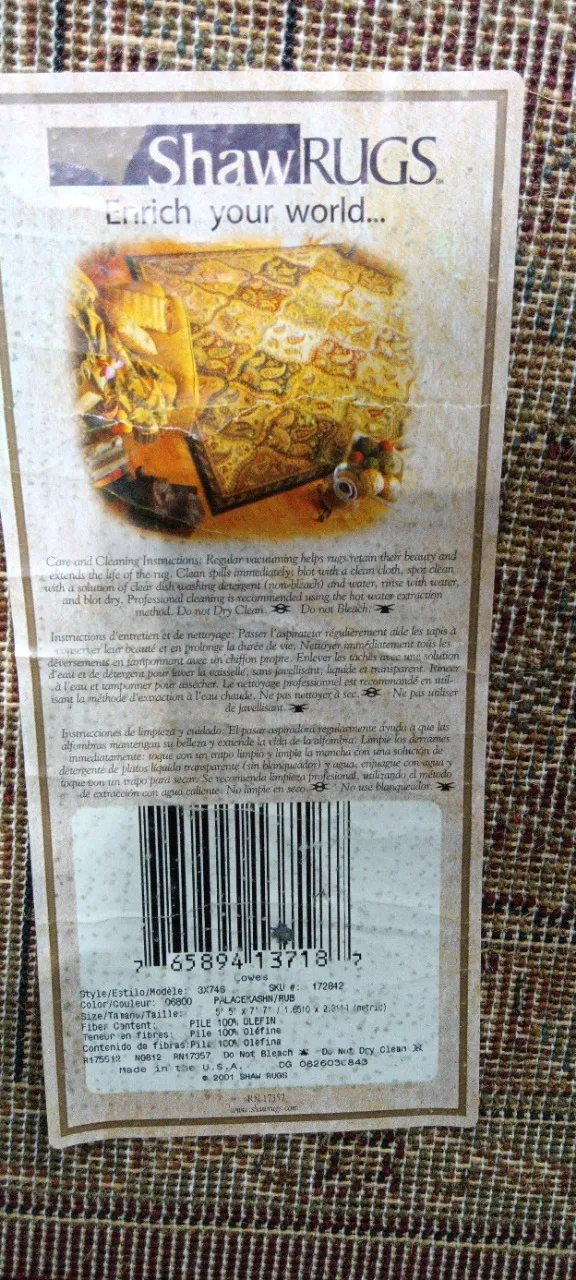 ShawRUGS
Enrich your world...
Care and Cleaning Instructions: Regular vacuuming helps rugs retain their beauty and
extends the life of the rug. Clean spills immediately: blot with a clean cloth, spot clean
with a solution of clear dish washing detergent (non-bleach) and water, rinse with water,
and blot dry. Professional cleaning is recommended using the hot water extraction
method. Do not Dry Clean. Do not Bleach.
Instructions d'entretien et de nettoyage: Passer l'aspirateur régulièrement aide les tapis à
conserver leur beauté et en prolonge la durée de vie. Nettoyer immédiatement tous les
déversements en tamponnant avec un chiffon propre. Enlever les taches avec une solution
d'eau et de détergent pour laver la vaisselle, sans javellisant, liquide et transparent. Rincer
à l'eau et tamponner pour assécher. Le nettoyage professionnel est recommandé en util-
isant la méthode d'extraction à l'eau chaude. Ne pas nettoyer à sec. Ne pas utiliser
de javellisant.
Instrucciones de limpieza y cuidado: El pasar aspiradora regularmente ayuda a que las
alfombras mantengan su belleza y extiende la vida de la alfombra. Limpie los derrames
immediatamente: toque con un trapo limpio y limpie la mancha con una solución de
detergente de platos líquida transparente (sin blanqueador) y agua, enjuague con agua y
toque con un trapo para secar. Se recomienda limpieza profesional, utilizando el método
de extracción con agua caliente. No limpie en seco. No use blanqueador.
7 65894 13718 7
Lowes
Style/Estilo/Modèle: 3X746 SKU #: 172842
Color/Couleur: 06800 PALACEKASHN/RUB
Size/Tamano/Taille: 5' 5" X 7' 7" / (metric)
Fiber Content: PILE 100% OLEFIN
Teneur en fibres: Pile 100% Oléfine
Contenido de fibras: Pile 100% Olefina
R175512 N0812 RN17357 Do Not Bleach Do Not Dry Clean
Made in the U.S.A. DG
© 2001 SHAW RUGS
RN 17357
www.shawrugs.com